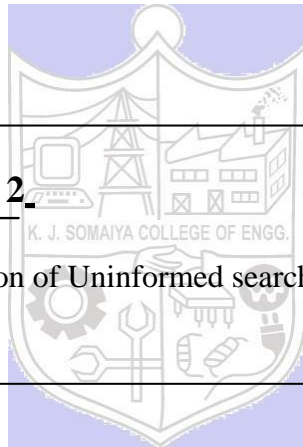 2
K. J. SOMAIYA COLLEGE OF ENGG.
on of Uninformed search